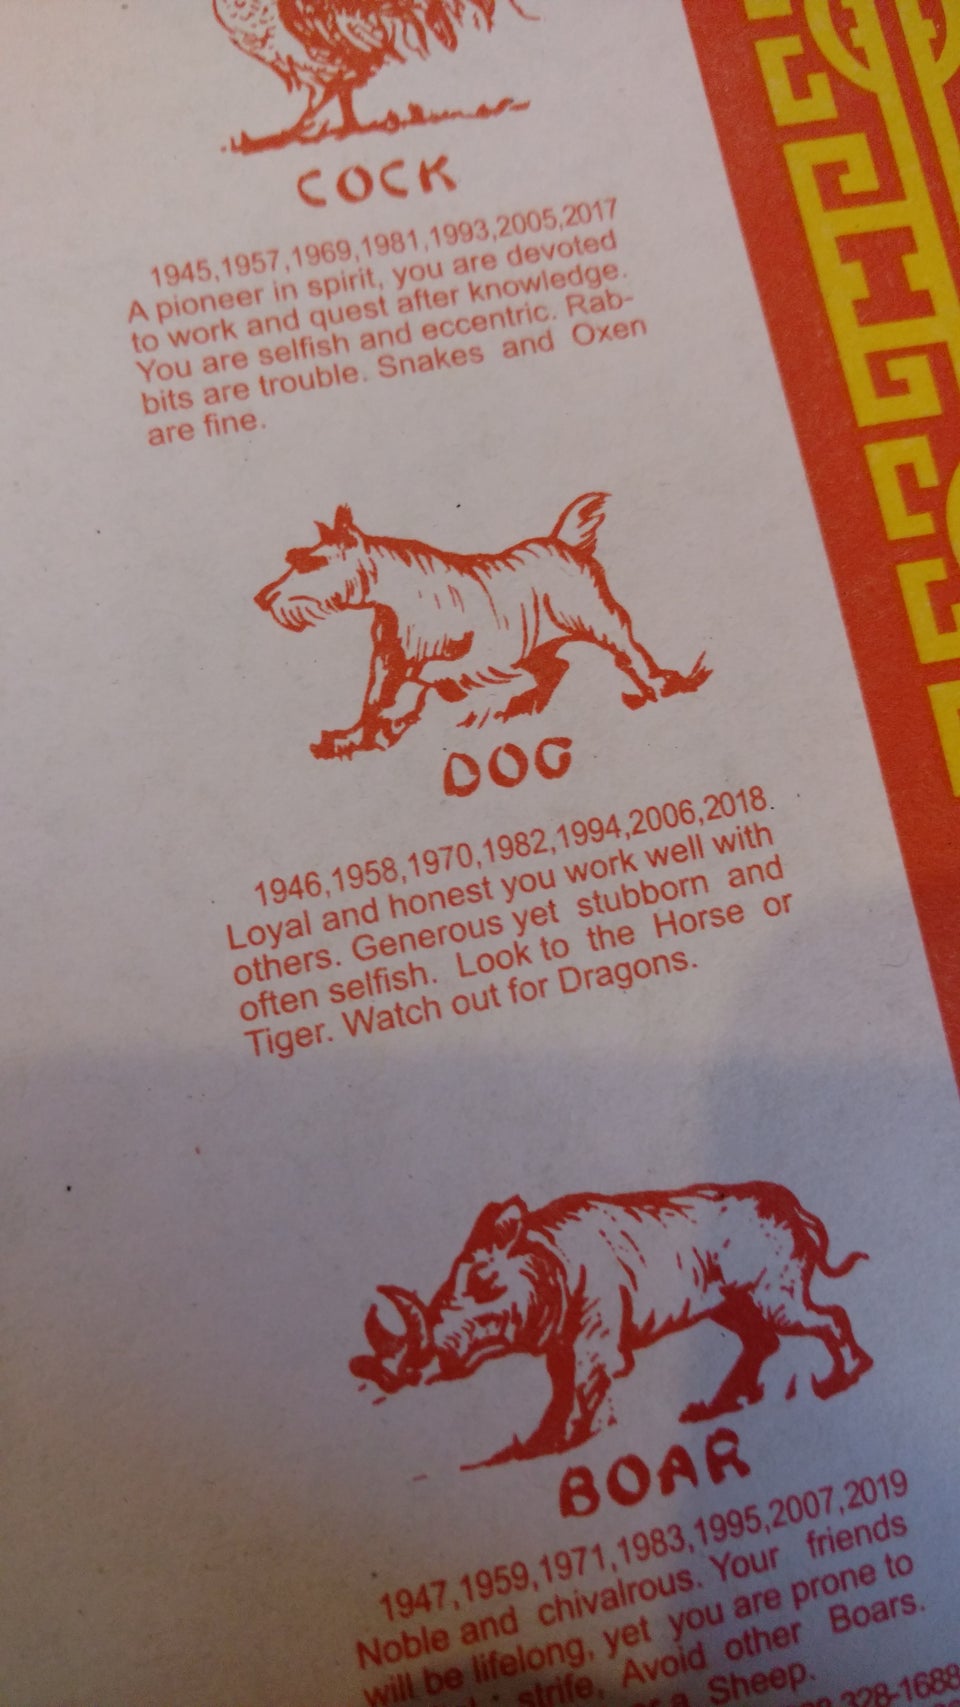 COCK
1945,1957,1969,1981,1993,2005,2017
A pioneer in spirit, you are devoted
to work and quest after knowledge.
You are selfish and eccentric. Rab-
bits are trouble. Snakes and Oxen
are fine.
DOG
1946,1958,1970,1982,1994,2006,2018.
Loyal and honest you work well with
others. Generous yet stubborn and
often selfish. Look to the Horse or
Tiger. Watch out for Dragons.
BOAR
1947,1959,1971,1983,1995,2007,2019
Noble and chivalrous. Your friends
will be lifelong, yet you are prone to
strife. Avoid other Boars.
a Sheep.
328-1688